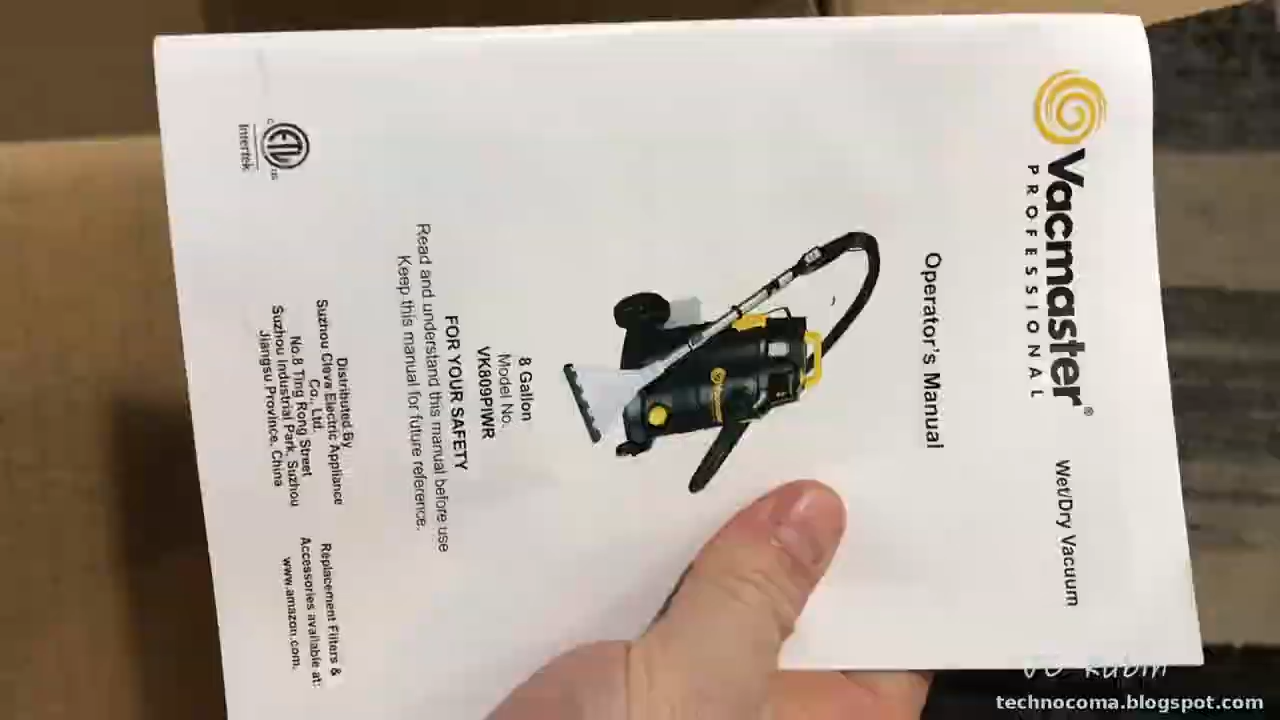 Vacmaster®
PROFESSIONAL
Wet/Dry Vacuum
Operator's Manual
8 Gallon
Model No.
VK809PIWR
FOR YOUR SAFETY
Read and understand this manual before use
Keep this manual for future reference.
Distributed By
Suzhou Cleva Electric Appliance
Co., Ltd.
No.8 Ting Rong Street
Suzhou Industrial Park, Suzhou
Jiangsu Province, China
Replacement Filters &
Accessories available at:
www.amazon.com.
C ETL US
Intertek
technocoma.blogspot.com